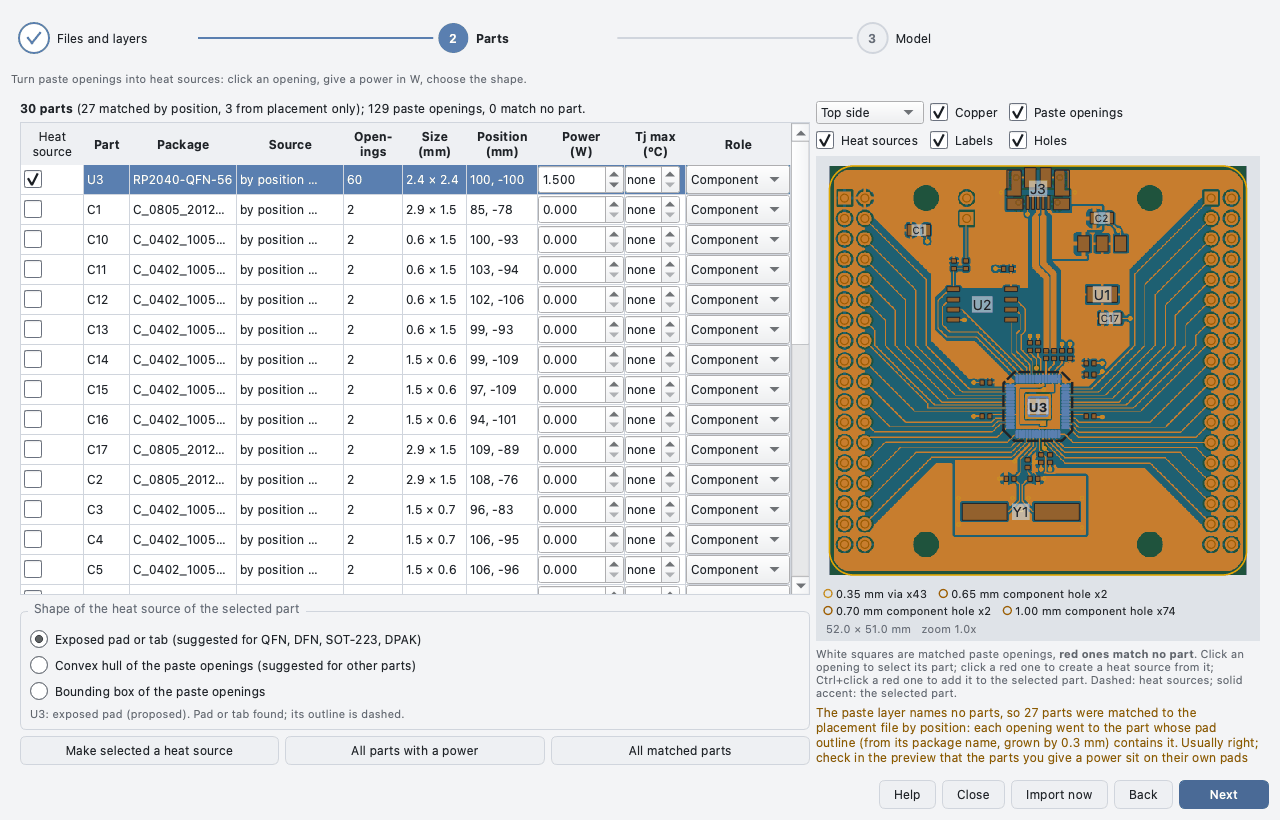 Files and layers
2 Parts
3 Model
Turn paste openings into heat sources: click an opening, give a power in W, choose the shape.
30 parts (27 matched by position, 3 from placement only); 129 paste openings, 0 match no part.
Heat source Part Package Source Open-ings Size (mm) Position (mm) Power (W) Tj max (°C) Role
U3 RP2040-QFN-56 by position ... 60 2.4 × 2.4 100, -100 1.500 none Component
C1 C_0805_2012... by position ... 2 2.9 × 1.5 85, -78 0.000 none Component
C10 C_0402_1005... by position ... 2 0.6 × 1.5 100, -93 0.000 none Component
C11 C_0402_1005... by position ... 2 0.6 × 1.5 103, -94 0.000 none Component
C12 C_0402_1005... by position ... 2 0.6 × 1.5 102, -106 0.000 none Component
C13 C_0402_1005... by position ... 2 0.6 × 1.5 99, -93 0.000 none Component
C14 C_0402_1005... by position ... 2 1.5 × 0.6 99, -109 0.000 none Component
C15 C_0402_1005... by position ... 2 1.5 × 0.6 97, -109 0.000 none Component
C16 C_0402_1005... by position ... 2 1.5 × 0.6 94, -101 0.000 none Component
C17 C_0805_2012... by position ... 2 2.9 × 1.5 109, -89 0.000 none Component
C2 C_0805_2012... by position ... 2 2.9 × 1.5 108, -76 0.000 none Component
C3 C_0402_1005... by position ... 2 1.5 × 0.7 96, -83 0.000 none Component
C4 C_0402_1005... by position ... 2 1.5 × 0.7 106, -95 0.000 none Component
C5 C_0402_1005... by position ... 2 1.5 × 0.6 106, -96 0.000 none Component
Shape of the heat source of the selected part
Exposed pad or tab (suggested for QFN, DFN, SOT-223, DPAK)
Convex hull of the paste openings (suggested for other parts)
Bounding box of the paste openings
U3: exposed pad (proposed). Pad or tab found; its outline is dashed.
Make selected a heat source
All parts with a power
All matched parts
Top side Copper Paste openings
Heat sources Labels Holes
J3
C1
C2
U2
U1
C17
U3
Y1
0.35 mm via x43 0.65 mm component hole x2
0.70 mm component hole x2 1.00 mm component hole x74
52.0 × 51.0 mm zoom 1.0x
White squares are matched paste openings, red ones match no part. Click an
opening to select its part; click a red one to create a heat source from it;
Ctrl+click a red one to add it to the selected part. Dashed: heat sources; solid
accent: the selected part.
The paste layer names no parts, so 27 parts were matched to the
placement file by position: each opening went to the part whose pad
outline (from its package name, grown by 0.3 mm) contains it. Usually right;
check in the preview that the parts you give a power sit on their own pads
Help
Close
Import now
Back
Next